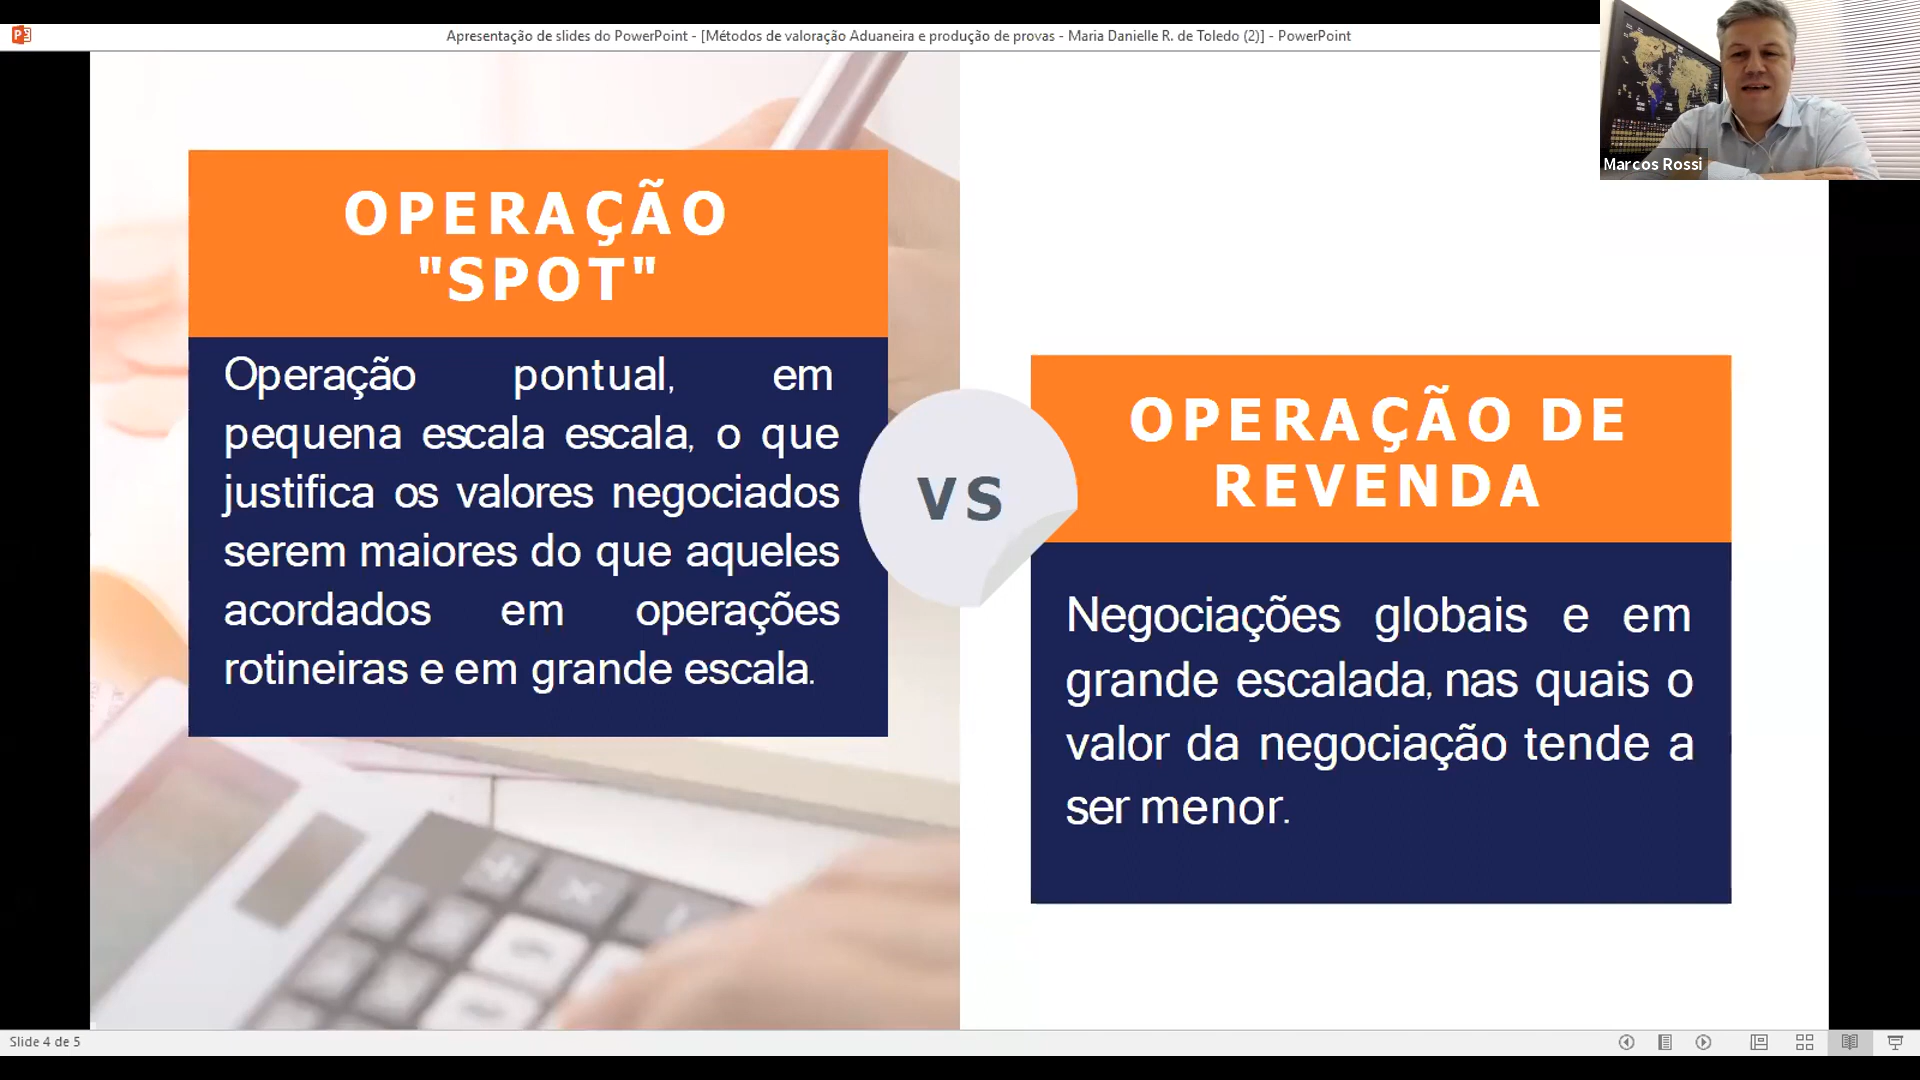 Apresentação de slides do PowerPoint - [Métodos de valoração Aduaneira e produção de provas - Maria Danielle R. de Toledo (2)] - PowerPoint
Marcos Rossi
OPERAÇÃO
"SPOT"
Operação pontual, em
pequena escala escala, o que
justifica os valores negociados
serem maiores do que aqueles
acordados em operações
rotineiras e em grande escala.
VS
OPERAÇÃO DE
REVENDA
Negociações globais e em
grande escalada, nas quais o
valor da negociação tende a
ser menor.
Slide 4 de 5